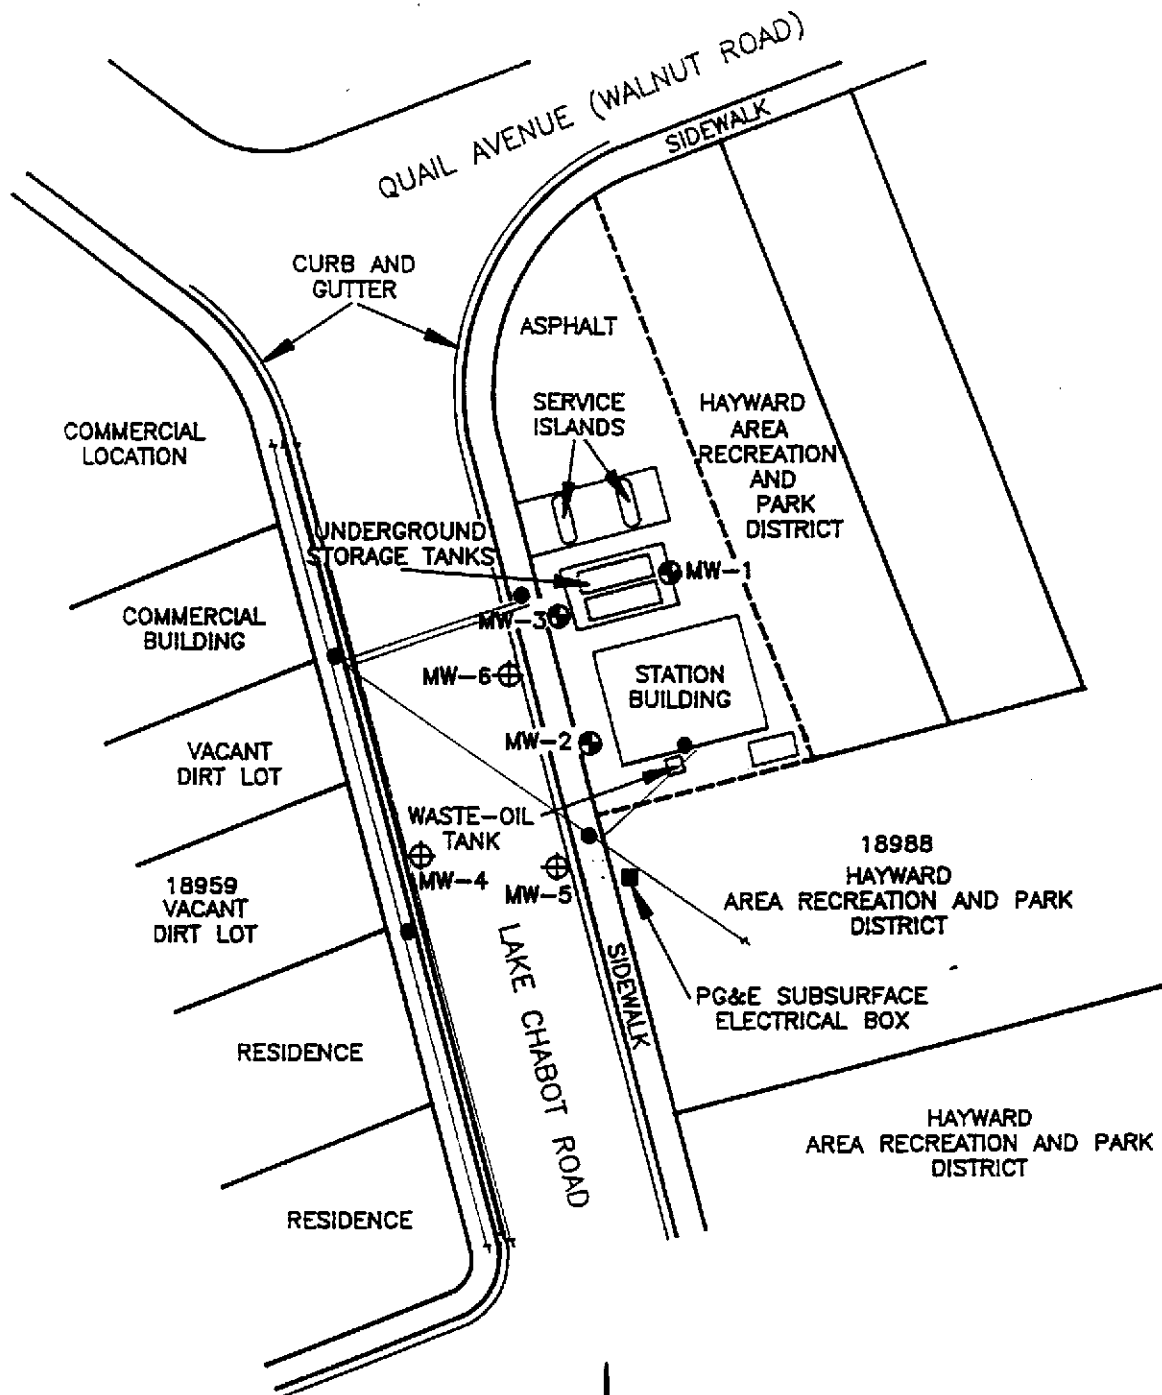 QUAIL AVENUE (WALNUT ROAD)
SIDEWALK
CURB AND
GUTTER
ASPHALT
SERVICE
ISLANDS
HAYWARD
AREA
RECREATION
AND
PARK
DISTRICT
COMMERCIAL
LOCATION
UNDERGROUND
STORAGE TANKS
MW-1
COMMERCIAL
BUILDING
MW-3
MW-6
STATION
BUILDING
MW-2
VACANT
DIRT LOT
WASTE-OIL
TANK
18988
HAYWARD
AREA RECREATION AND PARK
DISTRICT
MW-4
MW-5
18959
VACANT
DIRT LOT
LAKE CHABOT ROAD
SIDEWALK
PG&E SUBSURFACE
ELECTRICAL BOX
RESIDENCE
HAYWARD
AREA RECREATION AND PARK
DISTRICT
RESIDENCE